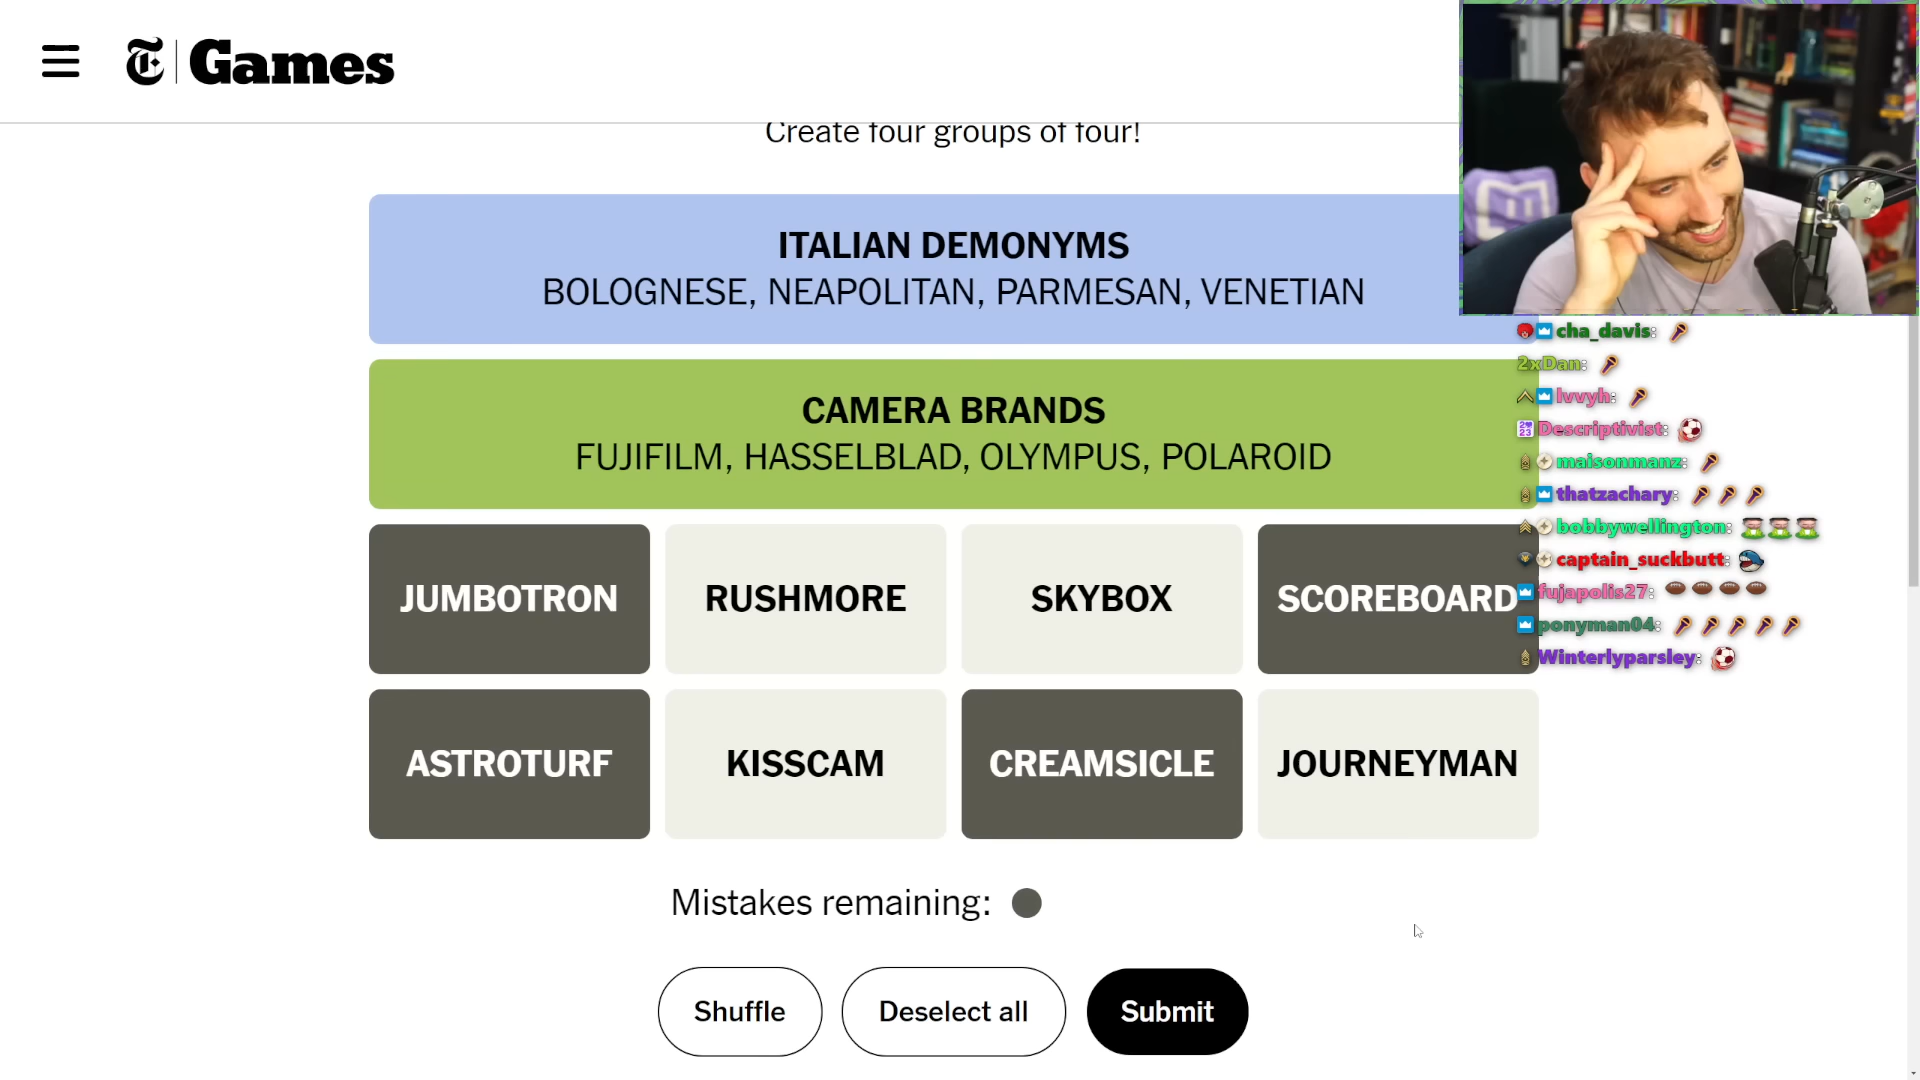 Games
Create four groups of four!
ITALIAN DEMONYMS
BOLOGNESE, NEAPOLITAN, PARMESAN, VENETIAN
CAMERA BRANDS
FUJIFILM, HASSELBLAD, OLYMPUS, POLAROID
JUMBOTRON RUSHMORE SKYBOX SCOREBOARD
ASTROTURF KISSCAM CREAMSICLE JOURNEYMAN
Mistakes remaining:
Shuffle Deselect all Submit
cha_davis:
2xDan:
lvvyh:
Descriptivist:
maisonmanz:
thatzachary:
bobbywellington:
captain_suckbutt:
fujapolis27:
ponyman04:
Winterlyparsley: